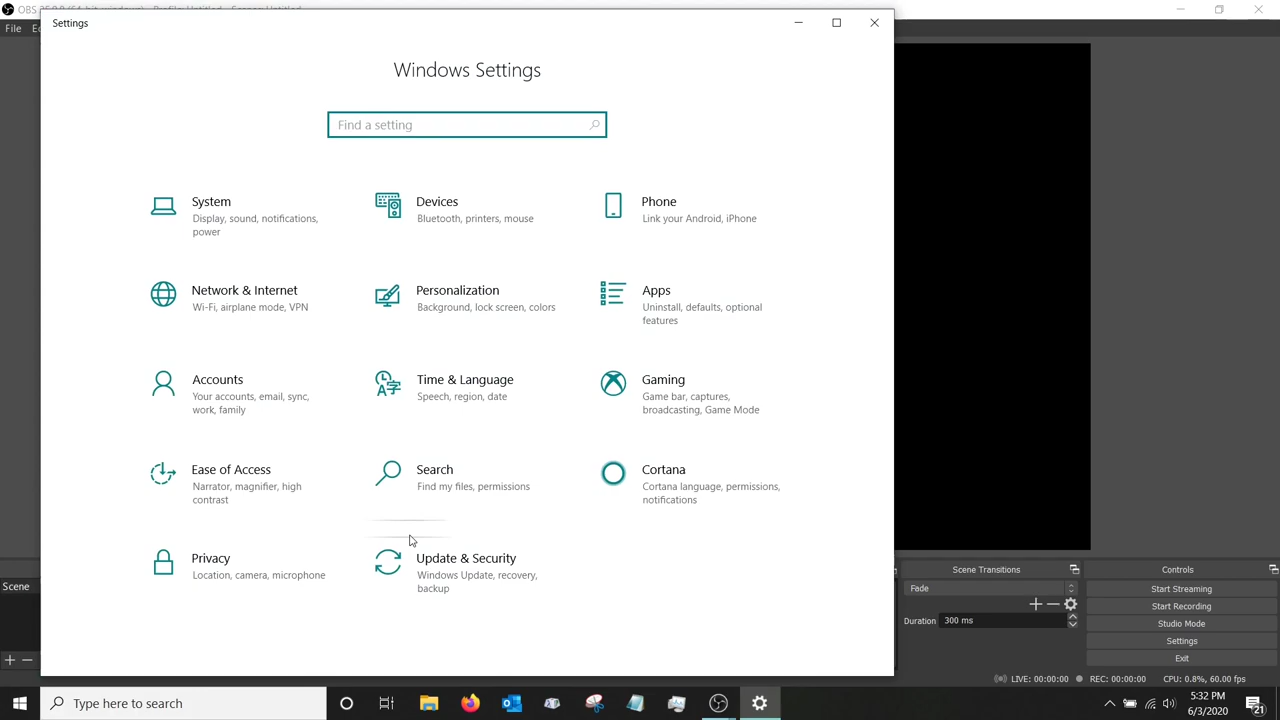 OBS
File
Settings
Windows Settings
Find a setting
System
Display, sound, notifications,
power
Devices
Bluetooth, printers, mouse
Phone
Link your Android, iPhone
Network & Internet
Wi-Fi, airplane mode, VPN
Personalization
Background, lock screen, colors
Apps
Uninstall, defaults, optional
features
Accounts
Your accounts, email, sync,
work, family
Time & Language
Speech, region, date
Gaming
Game bar, captures,
broadcasting, Game Mode
Ease of Access
Narrator, magnifier, high
contrast
Search
Find my files, permissions
Cortana
Cortana language, permissions,
notifications
Privacy
Location, camera, microphone
Update & Security
Windows Update, recovery,
backup
Scene
Scene Transitions
Fade
Duration 300 ms
Controls
Start Streaming
Start Recording
Studio Mode
Settings
Exit
LIVE: 00:00:00 REC: 00:00:00 CPU: 0.8%, 60.00 fps
Type here to search
5:32 PM
6/3/2020
21